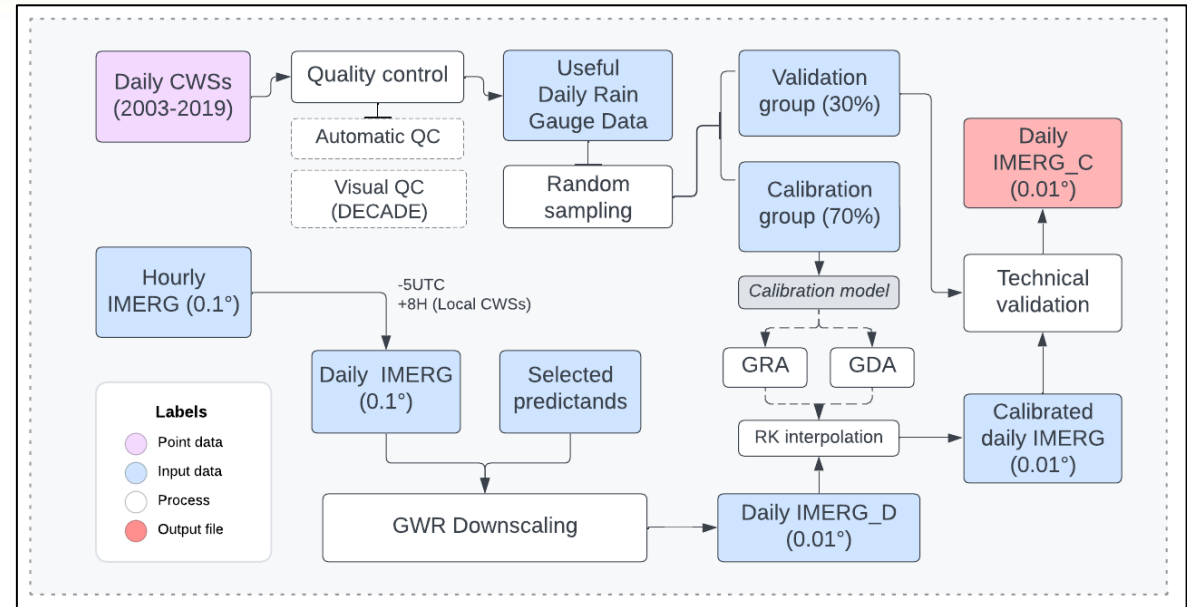 Daily CWSs
(2003-2019)
Quality control
Automatic QC
Visual QC
(DECADE)
Useful
Daily Rain
Gauge Data
Random
sampling
Validation
group (30%)
Calibration
group (70%)
Calibration model
GRA
GDA
RK interpolation
Daily
IMERG_C
(0.01°)
Technical
validation
Calibrated
daily IMERG
(0.01°)
Hourly
IMERG (0.1°)
-5UTC
+8H (Local CWSs)
Daily IMERG
(0.1°)
Selected
predictands
GWR Downscaling
Daily IMERG_D
(0.01°)
Labels
Point data
Input data
Process
Output file